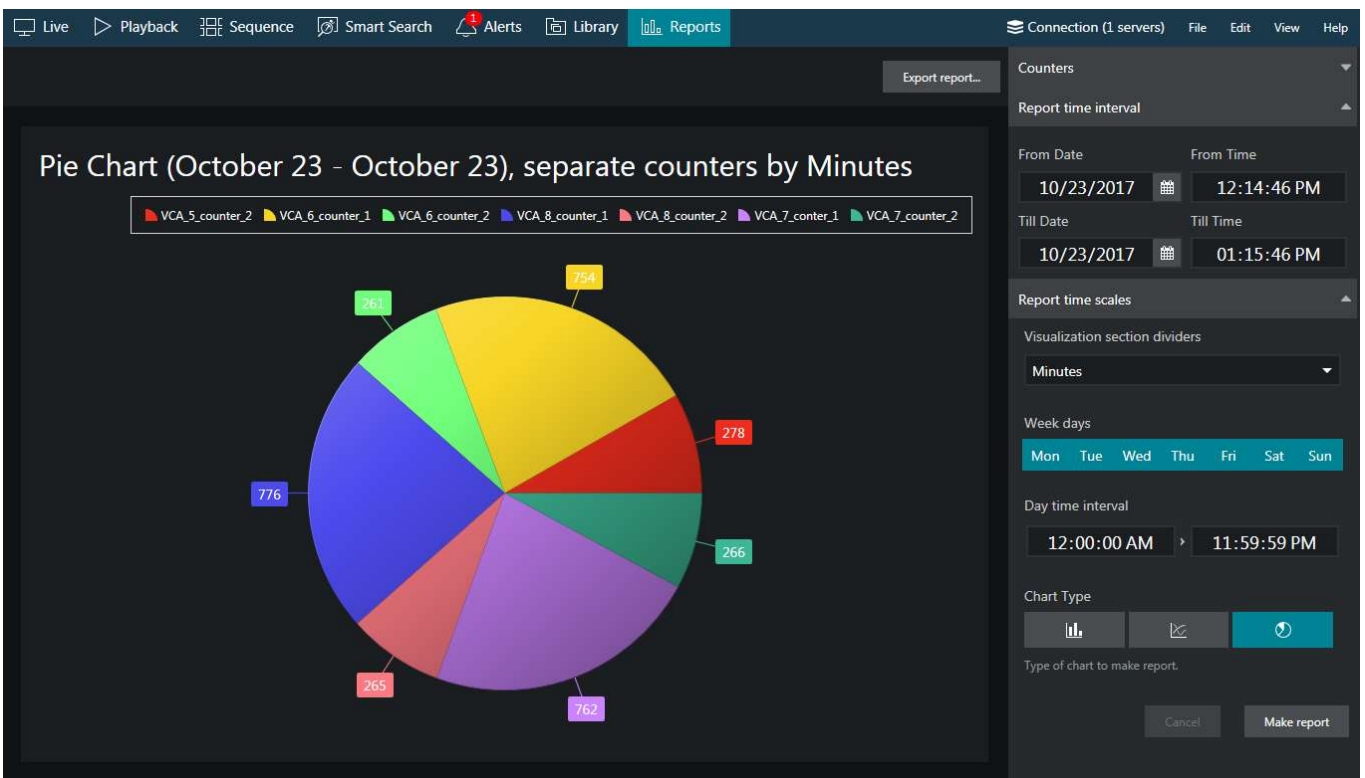 Live Playback Sequence Smart Search 1 Alerts Library Reports Connection (1 servers) File Edit View Help
Export report...
Pie Chart (October 23 - October 23), separate counters by Minutes
VCA_5_counter_2 VCA_6_counter_1 VCA_6_counter_2 VCA_8_counter_1 VCA_8_counter_2 VCA_7_conter_1 VCA_7_counter_2
754
261
278
776
266
265
762
Counters
Report time interval
From Date From Time
10/23/2017 12:14:46 PM
Till Date Till Time
10/23/2017 01:15:46 PM
Report time scales
Visualization section dividers
Minutes
Week days
Mon Tue Wed Thu Fri Sat Sun
Day time interval
12:00:00 AM › 11:59:59 PM
Chart Type
Type of chart to make report.
Cancel Make report